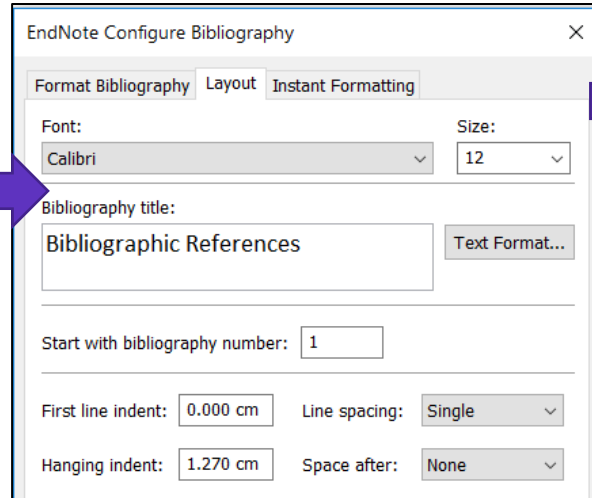 EndNote Configure Bibliography
Format Bibliography Layout Instant Formatting
Font: Size:
Calibri 12
Bibliography title:
Bibliographic References Text Format...
Start with bibliography number: 1
First line indent: 0.000 cm Line spacing: Single
Hanging indent: 1.270 cm Space after: None